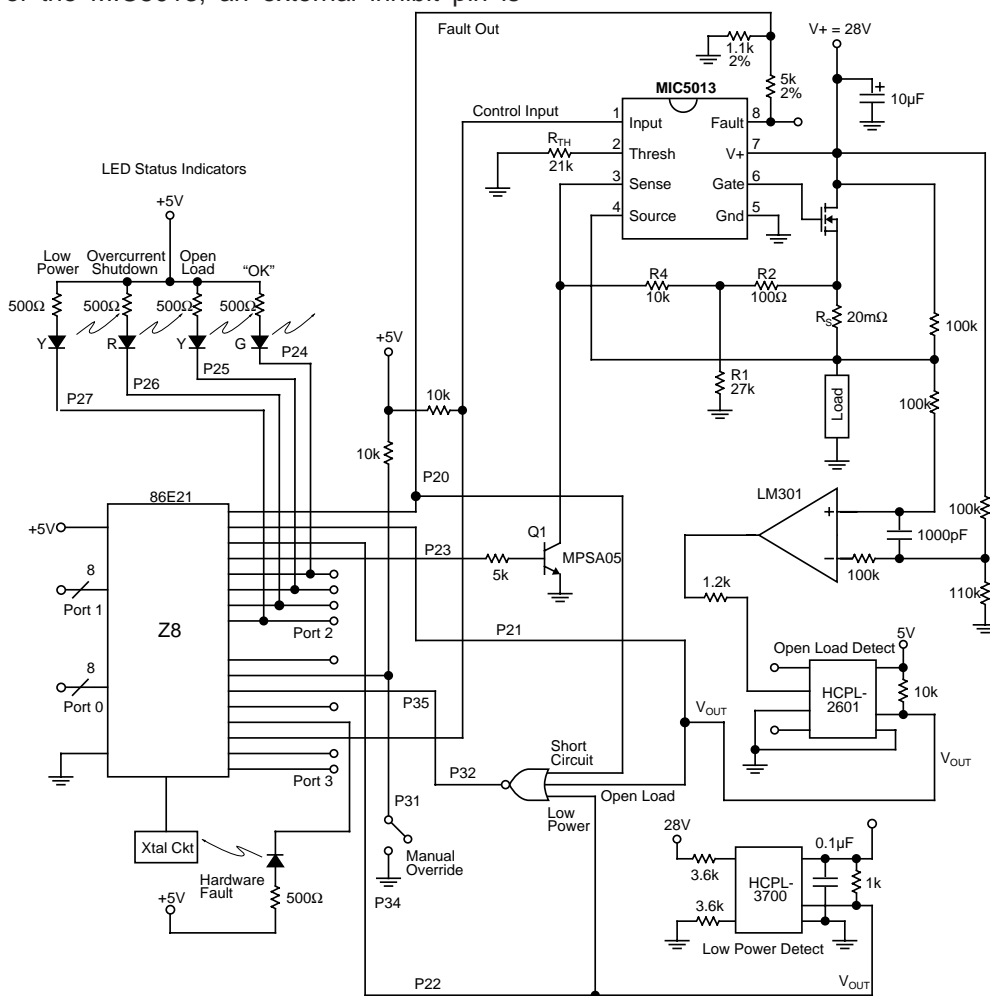 or the MIC5013, an external inhibit pin is
Fault Out
V+ = 28V
1.1k
2%
5k
2%
10µF
MIC5013
Control Input
1 Input
2 Thresh
3 Sense
4 Source
Fault 8
V+ 7
Gate 6
Gnd 5
RTH
21k
LED Status Indicators
+5V
Low
Power
Overcurrent
Shutdown
Open
Load
“OK”
500Ω
500Ω
500Ω
500Ω
Y
R
Y
G
P24
P25
P26
P27
R4
10k
R2
100Ω
RS
20mΩ
100k
R1
27k
Load
100k
+5V
10k
10k
P20
86E21
+5V
8
Port 1
Z8
8
Port 0
Port 2
Port 3
P23
5k
Q1
MPSA05
LM301
+
–
1000pF
100k
100k
110k
1.2k
P21
P35
VOUT
Open Load Detect
5V
HCPL-
2601
10k
VOUT
P32
Short
Circuit
Open Load
Low
Power
P31
Manual
Override
P34
Xtal Ckt
Hardware
Fault
500Ω
+5V
28V
3.6k
3.6k
HCPL-
3700
0.1µF
1k
Low Power Detect
VOUT
P22